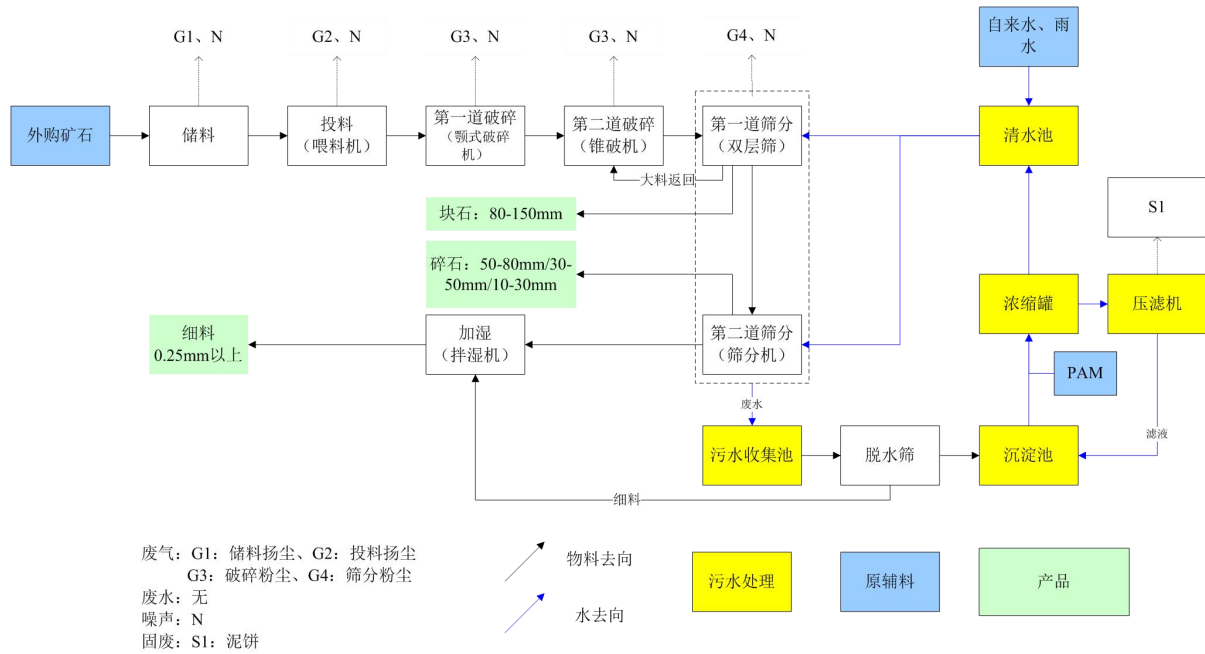 G1、N
G2、N
G3、N
G3、N
G4、N
自来水、雨
水
外购矿石
储料
投料
（喂料机）
第一道破碎
（颚式破碎
机）
第二道破碎
（锥破机）
第一道筛分
（双层筛）
清水池
大料返回
块石：80-150mm
S1
碎石：50-80mm/30-
50mm/10-30mm
浓缩罐
压滤机
细料
0.25mm以上
加湿
（拌湿机）
第二道筛分
（筛分机）
PAM
废水
滤液
污水收集池
脱水筛
沉淀池
细料
废气：G1：储料扬尘、G2：投料扬尘
G3：破碎粉尘、G4：筛分粉尘
废水：无
噪声：N
固废：S1：泥饼
物料去向
水去向
污水处理
原辅料
产品